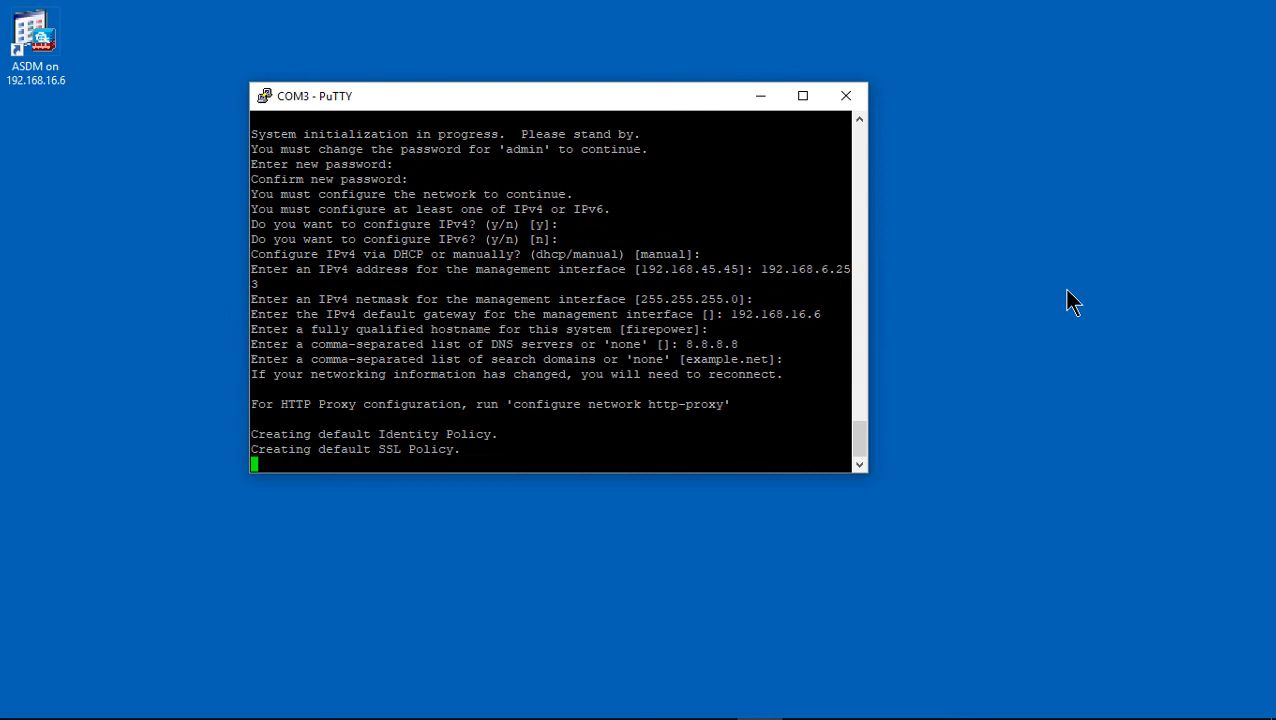 ASDM on
192.168.16.6
COM3 - PuTTY
System initialization in progress.  Please stand by.
You must change the password for 'admin' to continue.
Enter new password:
Confirm new password:
You must configure the network to continue.
You must configure at least one of IPv4 or IPv6.
Do you want to configure IPv4? (y/n) [y]:
Do you want to configure IPv6? (y/n) [n]:
Configure IPv4 via DHCP or manually? (dhcp/manual) [manual]:
Enter an IPv4 address for the management interface [192.168.45.45]: 192.168.6.25
3
Enter an IPv4 netmask for the management interface [255.255.255.0]:
Enter the IPv4 default gateway for the management interface []: 192.168.16.6
Enter a fully qualified hostname for this system [firepower]:
Enter a comma-separated list of DNS servers or 'none' []: 8.8.8.8
Enter a comma-separated list of search domains or 'none' [example.net]:
If your networking information has changed, you will need to reconnect.
For HTTP Proxy configuration, run 'configure network http-proxy'
Creating default Identity Policy.
Creating default SSL Policy.